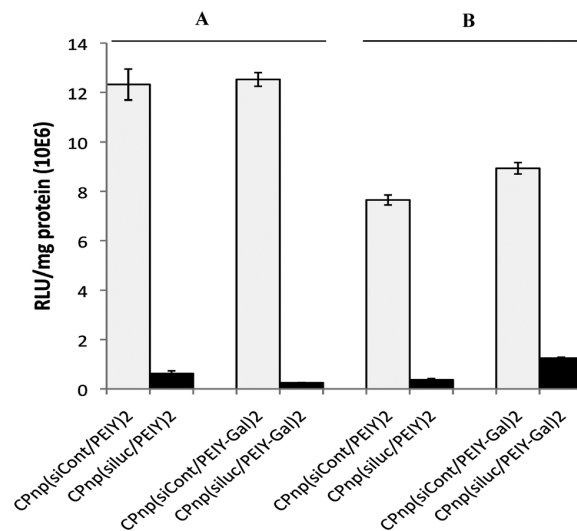 A
B
14
12
10
8
6
4
2
0
RLU/mg protein (10E6)
CPnp(siCont/PEIY)2
CPnp(siluc/PEIY)2
CPnp(siCont/PEIY-Gal)2
CPnp(siluc/PEIY-Gal)2
CPnp(siCont/PEIY)2
CPnp(siluc/PEIY)2
CPnp(siCont/PEIY-Gal)2
CPnp(siluc/PEIY-Gal)2